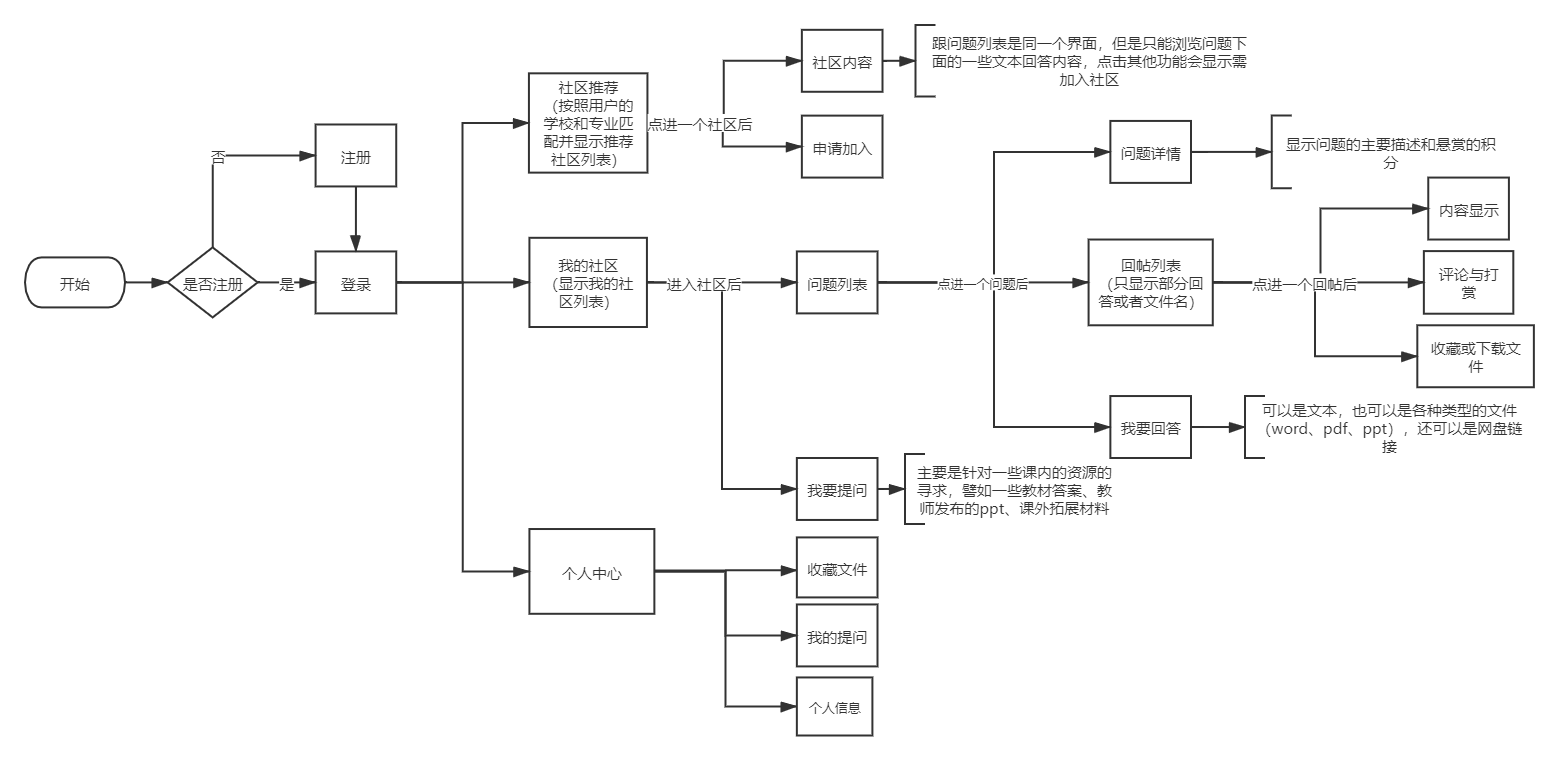 开始
是否注册
否
是
注册
登录
社区推荐
（按照用户的
学校和专业匹
配并显示推荐
社区列表）
点进一个社区后
社区内容
跟问题列表是同一个界面，但是只能浏览问题下
面的一些文本回答内容，点击其他功能会显示需
加入社区
申请加入
我的社区
（显示我的社
区列表）
进入社区后
问题列表
点进一个问题后
问题详情
显示问题的主要描述和悬赏的积
分
回帖列表
（只显示部分回
答或者文件名）
点进一个回帖后
内容显示
评论与打
赏
收藏或下载文
件
我要回答
可以是文本，也可以是各种类型的文件
（word、pdf、ppt），还可以是网盘链
接
我要提问
主要是针对一些课内的资源的
寻求，譬如一些教材答案、教
师发布的ppt、课外拓展材料
个人中心
收藏文件
我的提问
个人信息